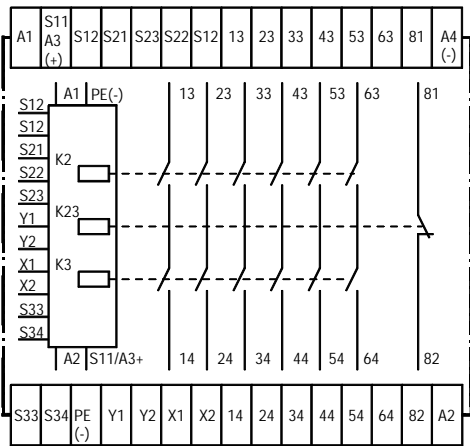 A1 S11 A3 (+) S12 S21 S23 S22 S12 13 23 33 43 53 63 81 A4 (-)
A1 PE(-) 13 23 33 43 53 63 81
S12
S12
S21
K2
S22
S23
K23
Y1
Y2
X1 K3
X2
S33
S34
A2 S11/A3+ 14 24 34 44 54 64 82
S33 S34 PE (-) Y1 Y2 X1 X2 14 24 34 44 54 64 82 A2